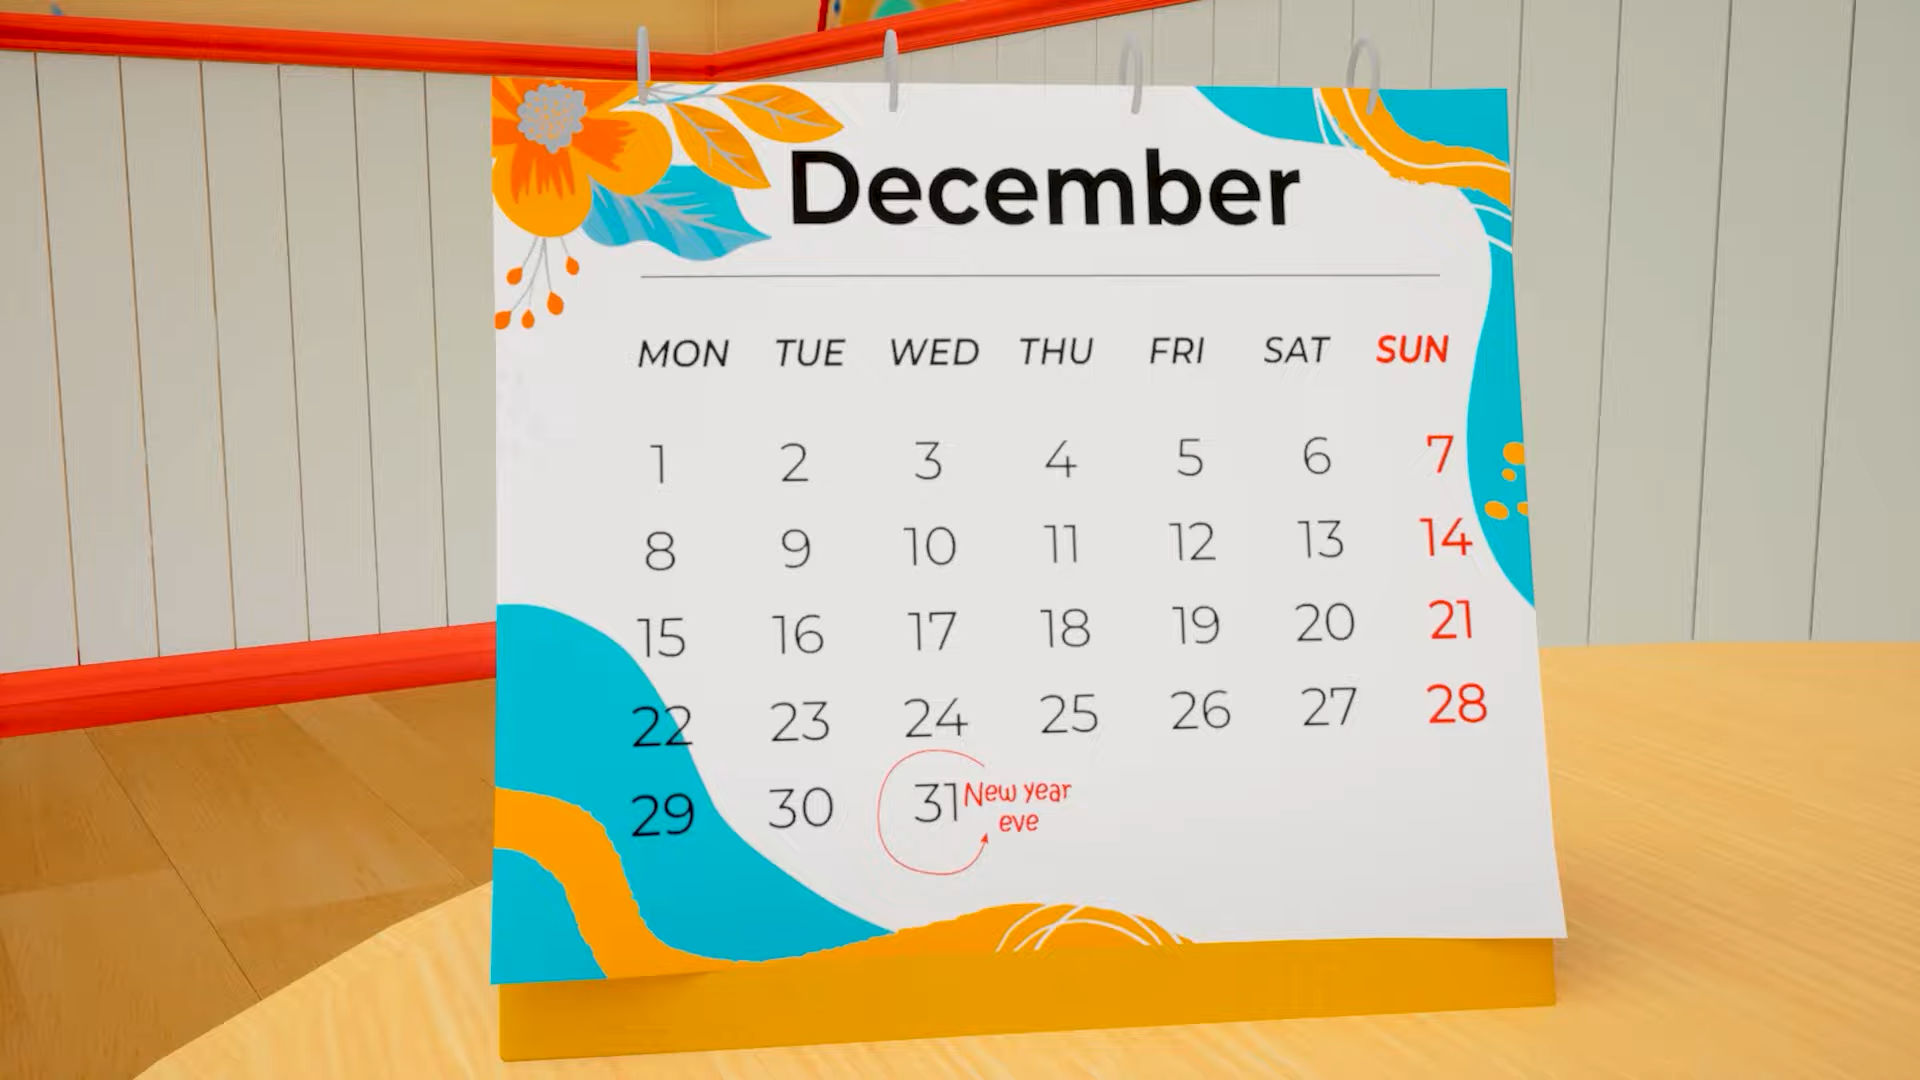 December
MON TUE WED THU FRI SAT SUN
1 2 3 4 5 6 7
8 9 10 11 12 13 14
15 16 17 18 19 20 21
22 23 24 25 26 27 28
29 30 31 New year
eve